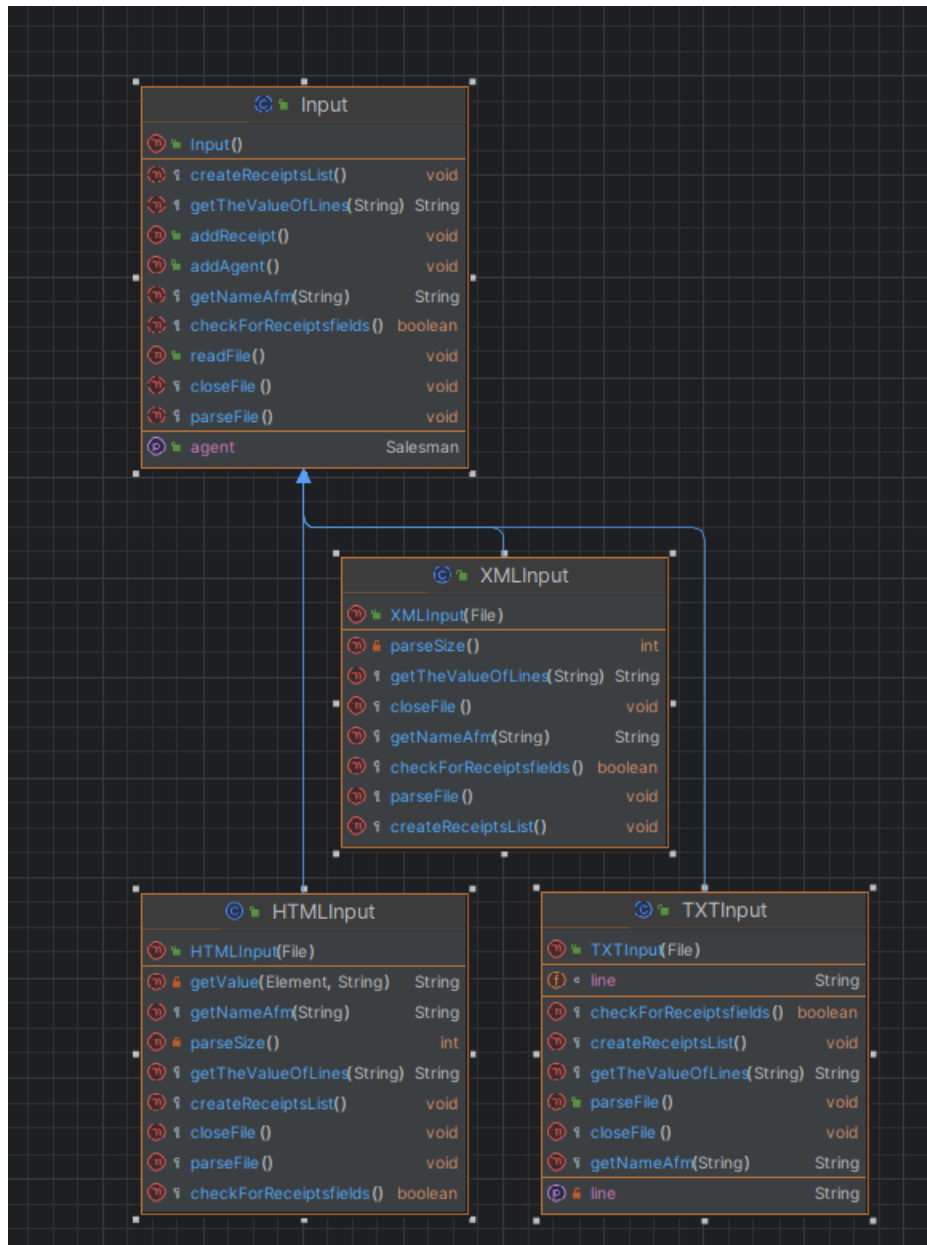 Input
Input()
createReceiptsList() void
getTheValueOfLines(String) String
addReceipt() void
addAgent() void
getNameAfm(String) String
checkForReceiptsfields() boolean
readFile() void
closeFile() void
parseFile() void
agent Salesman
XMLInput
XMLInput(File)
parseSize() int
getTheValueOfLines(String) String
closeFile() void
getNameAfm(String) String
checkForReceiptsfields() boolean
parseFile() void
createReceiptsList() void
HTMLInput
HTMLInput(File)
getValue(Element, String) String
getNameAfm(String) String
parseSize() int
getTheValueOfLines(String) String
createReceiptsList() void
closeFile() void
parseFile() void
checkForReceiptsfields() boolean
TXTInput
TXTInput(File)
line String
checkForReceiptsfields() boolean
createReceiptsList() void
getTheValueOfLines(String) String
parseFile() void
closeFile() void
getNameAfm(String) String
line String